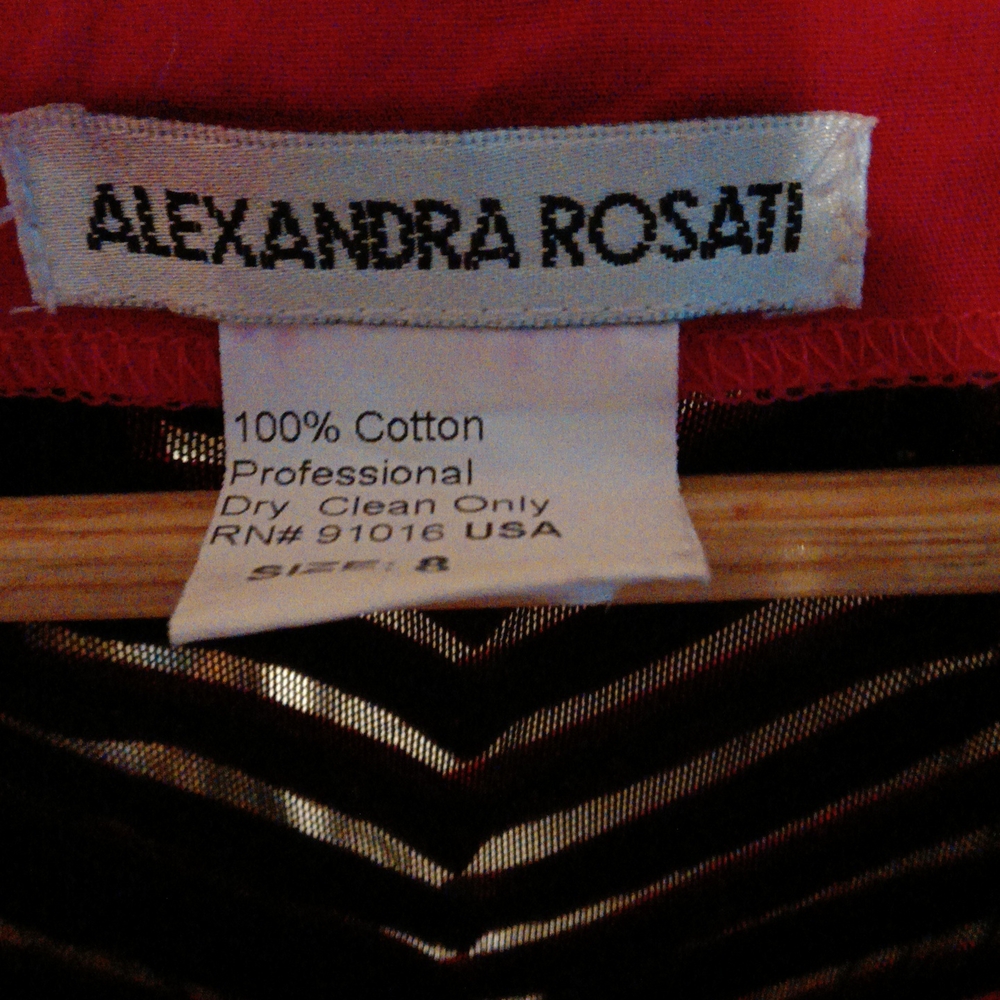 ALEXANDRA ROSATI
100% Cotton
Professional
Dry Clean Only
RN# 91016 USA
SIZE: 8